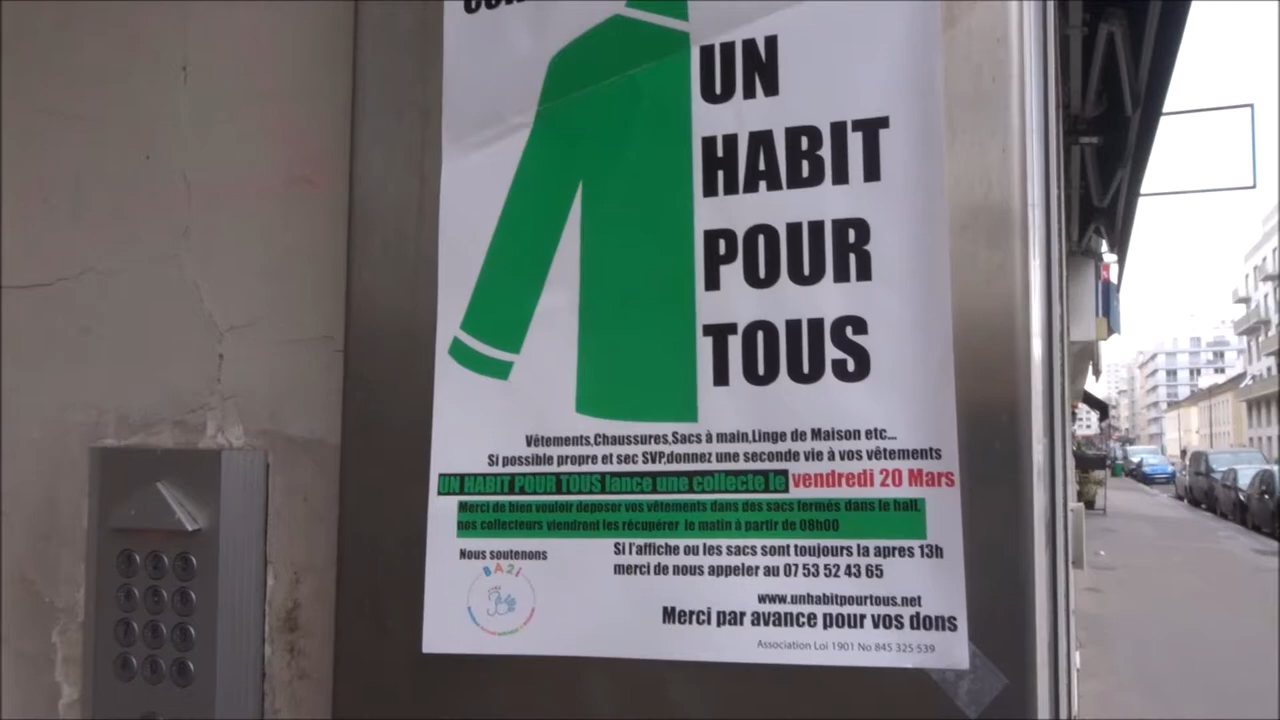 UN
HABIT
POUR
TOUS
Vêtements,Chaussures,Sacs à main,Linge de Maison etc...
Si possible propre et sec SVP,donnez une seconde vie à vos vêtements
UN HABIT POUR TOUS lance une collecte le vendredi 20 Mars
Merci de bien vouloir deposer vos vêtements dans des sacs fermés dans le hall,
nos collecteurs viendront les récupérer le matin à partir de 08h00
Nous soutenons
BA2i
Si l'affiche ou les sacs sont toujours la apres 13h
merci de nous appeler au 07 53 52 43 65
www.unhabitpourtous.net
Merci par avance pour vos dons
Association Loi 1901 No 845 325 539